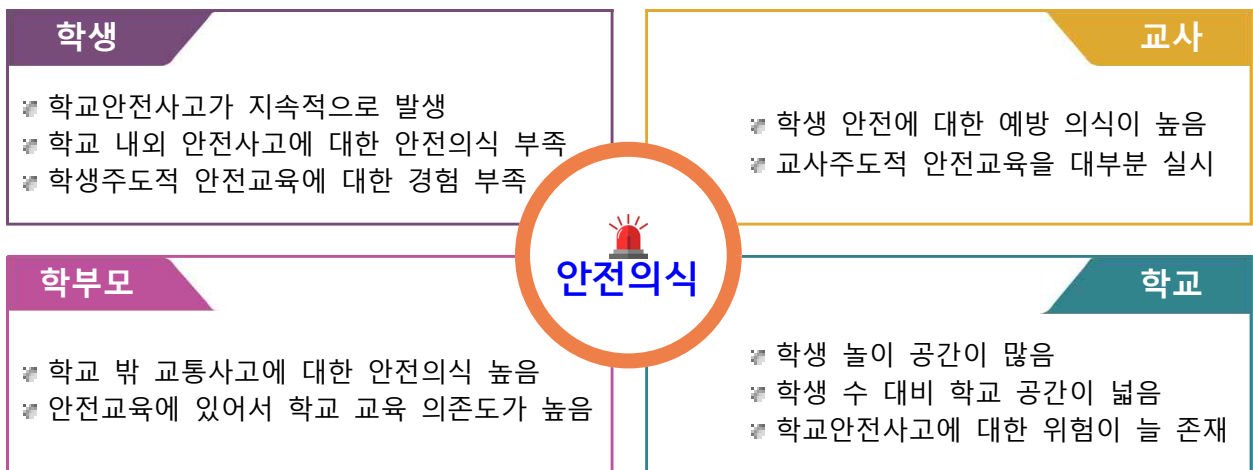 학생
학교안전사고가 지속적으로 발생
학교 내외 안전사고에 대한 안전의식 부족
학생주도적 안전교육에 대한 경험 부족
교사
학생 안전에 대한 예방 의식이 높음
교사주도적 안전교육을 대부분 실시
안전의식
학부모
학교 밖 교통사고에 대한 안전의식 높음
안전교육에 있어서 학교 교육 의존도가 높음
학교
학생 놀이 공간이 많음
학생 수 대비 학교 공간이 넓음
학교안전사고에 대한 위험이 늘 존재